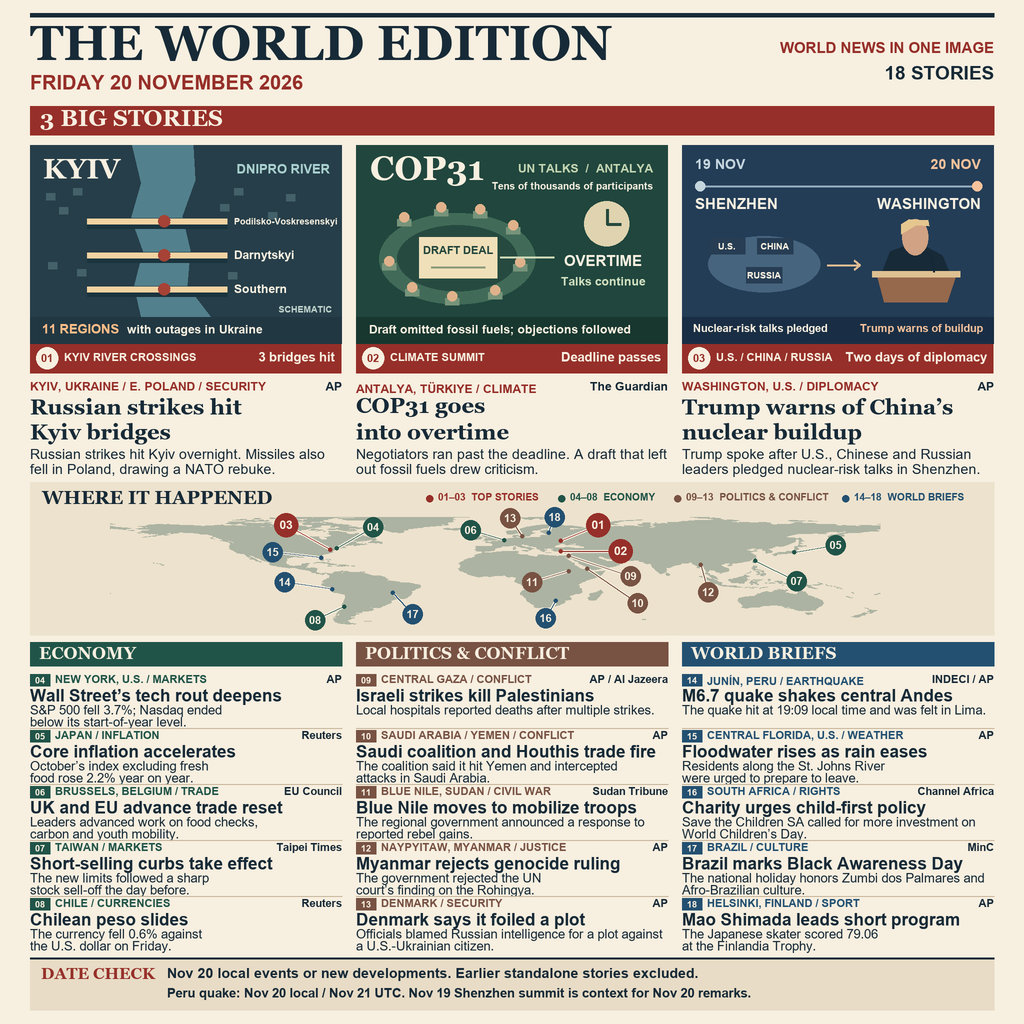 THE WORLD EDITION
FRIDAY 20 NOVEMBER 2026
WORLD NEWS IN ONE IMAGE
18 STORIES
3 BIG STORIES
KYIV
DNIPRO RIVER
Podilsko-Voskresenskyi
Darnytskyi
Southern
SCHEMATIC
11 REGIONS with outages in Ukraine
01 KYIV RIVER CROSSINGS 3 bridges hit
KYIV, UKRAINE / E. POLAND / SECURITY AP
Russian strikes hit
Kyiv bridges
Russian strikes hit Kyiv overnight. Missiles also
fell in Poland, drawing a NATO rebuke.
COP31
UN TALKS / ANTALYA
Tens of thousands of participants
DRAFT DEAL
OVERTIME
Talks continue
Draft omitted fossil fuels; objections followed
02 CLIMATE SUMMIT Deadline passes
ANTALYA, TÜRKIYE / CLIMATE The Guardian
COP31 goes
into overtime
Negotiators ran past the deadline. A draft that left
out fossil fuels drew criticism.
19 NOV 20 NOV
SHENZHEN WASHINGTON
U.S. CHINA
RUSSIA
Nuclear-risk talks pledged Trump warns of buildup
03 U.S. / CHINA / RUSSIA Two days of diplomacy
WASHINGTON, U.S. / DIPLOMACY AP
Trump warns of China’s
nuclear buildup
Trump spoke after U.S., Chinese and Russian
leaders pledged nuclear-risk talks in Shenzhen.
WHERE IT HAPPENED
01–03 TOP STORIES 04–08 ECONOMY 09–13 POLITICS & CONFLICT 14–18 WORLD BRIEFS
03 04 06 13 18 01
15 02 05
14 11 09 07
08 17 16 10 12
ECONOMY
04 NEW YORK, U.S. / MARKETS AP
Wall Street’s tech rout deepens
S&P 500 fell 3.7%; Nasdaq ended
below its start-of-year level.
05 JAPAN / INFLATION Reuters
Core inflation accelerates
October’s index excluding fresh
food rose 2.2% year on year.
06 BRUSSELS, BELGIUM / TRADE EU Council
UK and EU advance trade reset
Leaders advanced work on food checks,
carbon and youth mobility.
07 TAIWAN / MARKETS Taipei Times
Short-selling curbs take effect
The new limits followed a sharp
stock sell-off the day before.
08 CHILE / CURRENCIES Reuters
Chilean peso slides
The currency fell 0.6% against
the U.S. dollar on Friday.
POLITICS & CONFLICT
09 CENTRAL GAZA / CONFLICT AP / Al Jazeera
Israeli strikes kill Palestinians
Local hospitals reported deaths after multiple strikes.
10 SAUDI ARABIA / YEMEN / CONFLICT AP
Saudi coalition and Houthis trade fire
The coalition said it hit Yemen and intercepted
attacks in Saudi Arabia.
11 BLUE NILE, SUDAN / CIVIL WAR Sudan Tribune
Blue Nile moves to mobilize troops
The regional government announced a response to
reported rebel gains.
12 NAYPYITAW, MYANMAR / JUSTICE AP
Myanmar rejects genocide ruling
The government rejected the UN
court’s finding on the Rohingya.
13 DENMARK / SECURITY AP
Denmark says it foiled a plot
Officials blamed Russian intelligence for a plot against
a U.S.-Ukrainian citizen.
WORLD BRIEFS
14 JUNÍN, PERU / EARTHQUAKE INDECI / AP
M6.7 quake shakes central Andes
The quake hit at 19:09 local time and was felt in Lima.
15 CENTRAL FLORIDA, U.S. / WEATHER AP
Floodwater rises as rain eases
Residents along the St. Johns River
were urged to prepare to leave.
16 SOUTH AFRICA / RIGHTS Channel Africa
Charity urges child-first policy
Save the Children SA called for more investment on
World Children’s Day.
17 BRAZIL / CULTURE MinC
Brazil marks Black Awareness Day
The national holiday honors Zumbi dos Palmares and
Afro-Brazilian culture.
18 HELSINKI, FINLAND / SPORT AP
Mao Shimada leads short program
The Japanese skater scored 79.06
at the Finlandia Trophy.
DATE CHECK Nov 20 local events or new developments. Earlier standalone stories excluded.
Peru quake: Nov 20 local / Nov 21 UTC. Nov 19 Shenzhen summit is context for Nov 20 remarks.